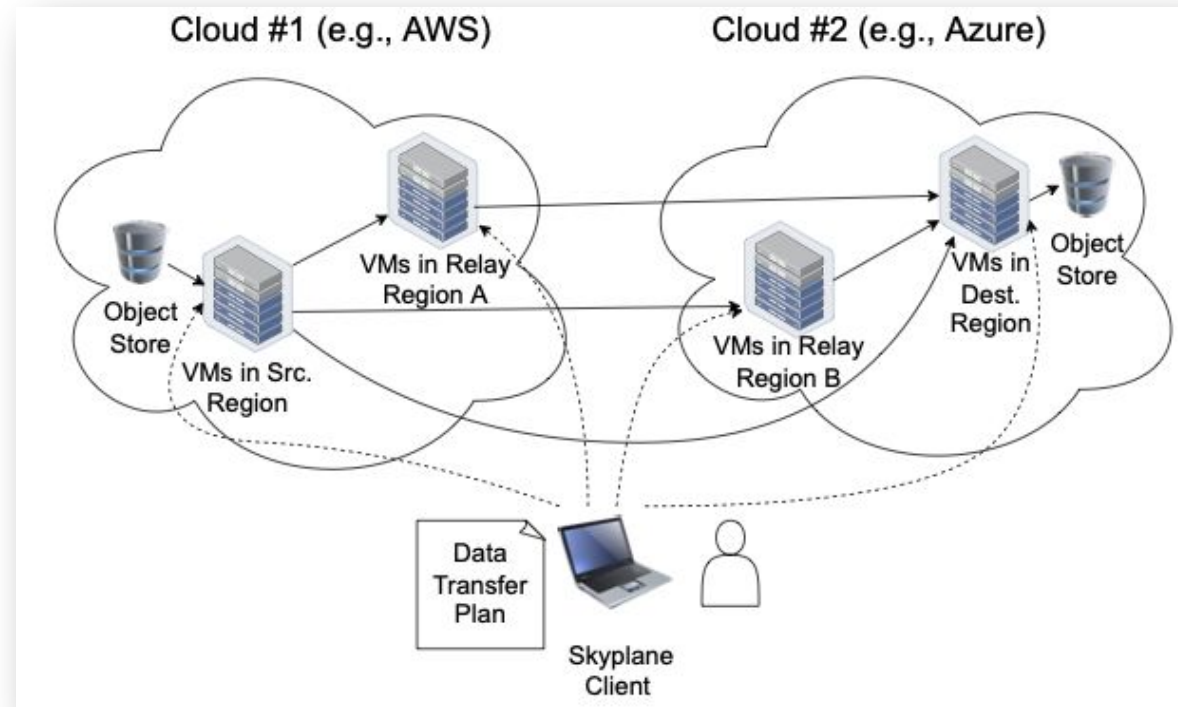 Cloud #1 (e.g., AWS)
Cloud #2 (e.g., Azure)
Object
Store
VMs in Src.
Region
VMs in Relay
Region A
VMs in Relay
Region B
VMs in
Dest.
Region
Object
Store
Data
Transfer
Plan
Skyplane
Client